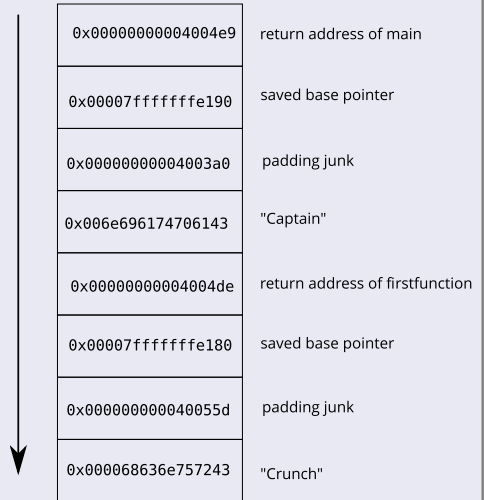 0x00000000004004e9 return address of main
0x00007fffffffe190 saved base pointer
0x00000000004003a0 padding junk
0x006e696174706143 "Captain"
0x00000000004004de return address of firstfunction
0x00007fffffffe180 saved base pointer
0x000000000040055d padding junk
0x000068636e757243 "Crunch"